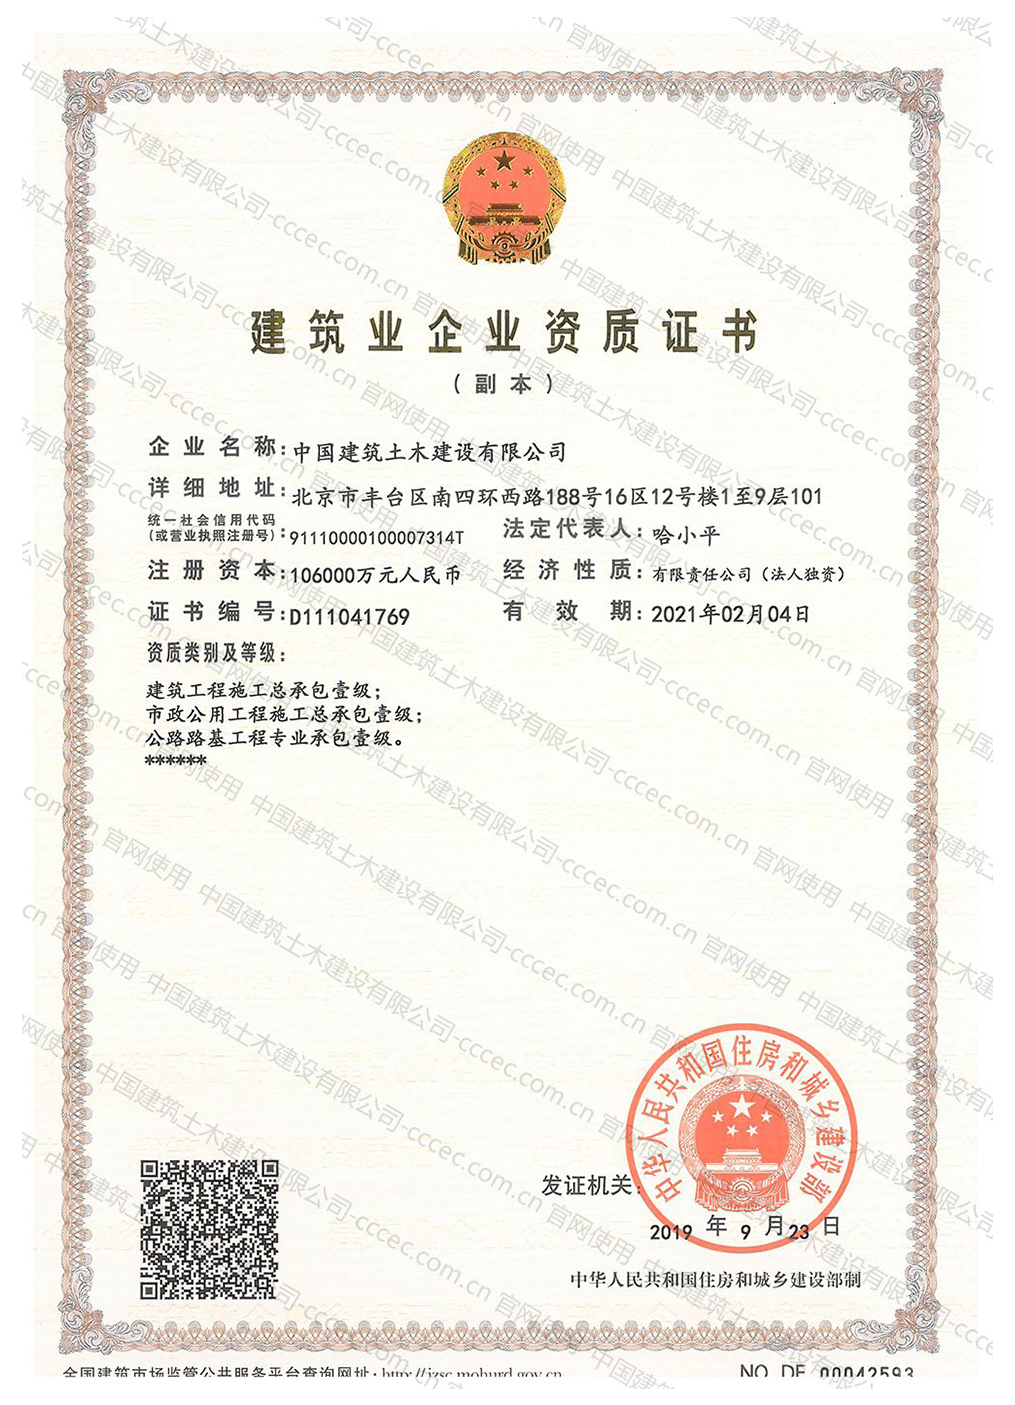 建筑业企业资质证书
（副本）
企业名称：中国建筑土木建设有限公司
详细地址：北京市丰台区南四环西路188号16区12号楼1至9层101
统一社会信用代码
（或营业执照注册号）：91110000100007314T 法定代表人：哈小平
注册资本：106000万元人民币 经济性质：有限责任公司（法人独资）
证书编号：D111041769 有效期：2021年02月04日
资质类别及等级：
建筑工程施工总承包壹级；
市政公用工程施工总承包壹级；
公路路基工程专业承包壹级。
******
中华人民共和国住房和城乡建设部
发证机关：
2019 年 9 月 23 日
中华人民共和国住房和城乡建设部制
全国建筑市场监管公共服务平台查询网址：http://jzsc.mohurd.gov.cn
NO. DF 00042593
中国建筑土木建设有限公司-cccec.com.cn 官网使用